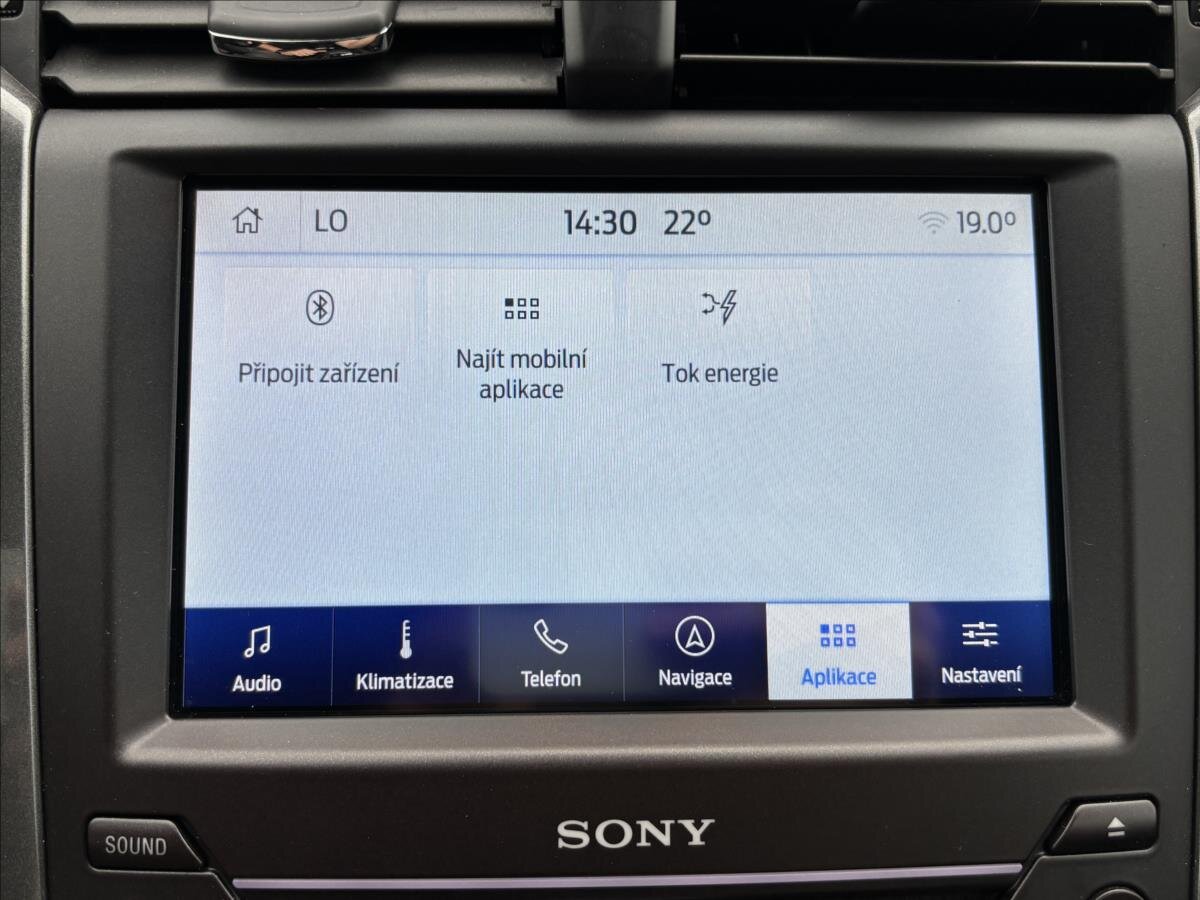 LO 14:30 22° 19.0°
Připojit zařízení
Najít mobilní
aplikace
Tok energie
Audio Klimatizace Telefon Navigace Aplikace Nastavení
SONY
SOUND